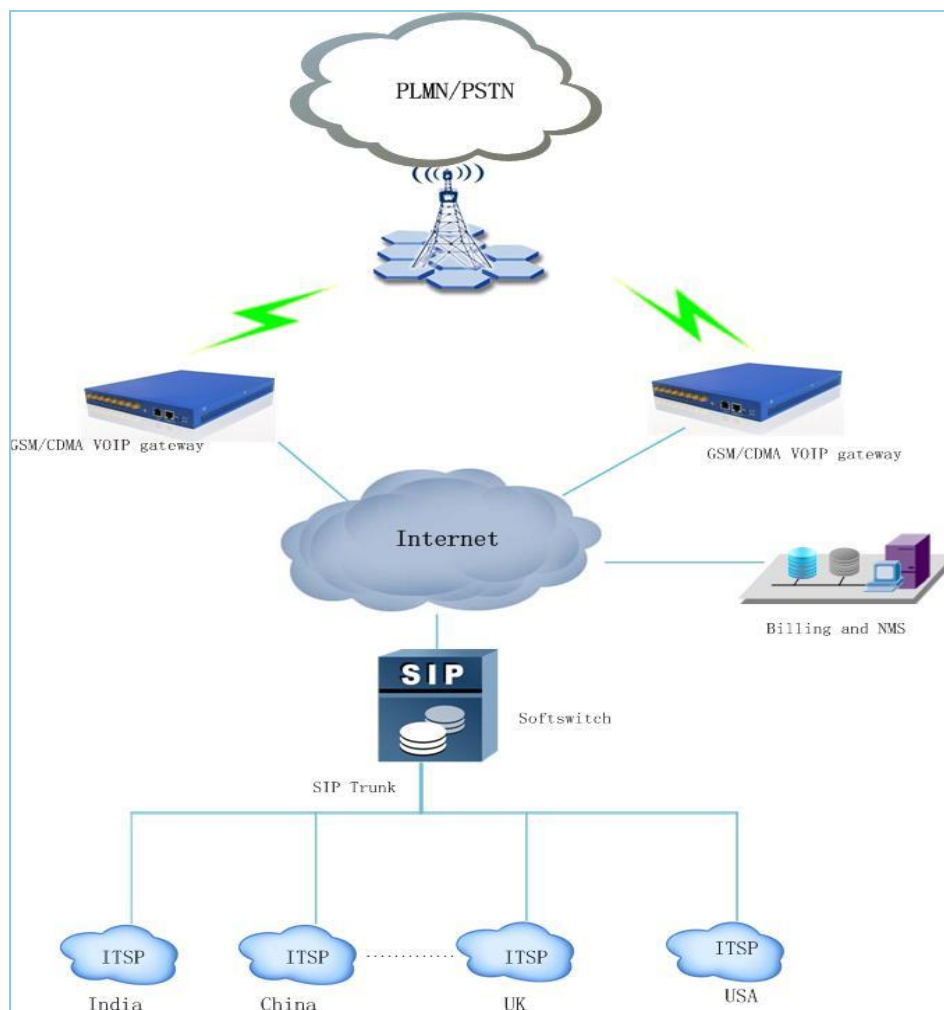 PLMN/PSTN
GSM/CDMA VOIP gateway
GSM/CDMA VOIP gateway
Internet
Billing and NMS
SIP
Softswitch
SIP Trunk
ITSP
ITSP
ITSP
ITSP
India
China
UK
USA